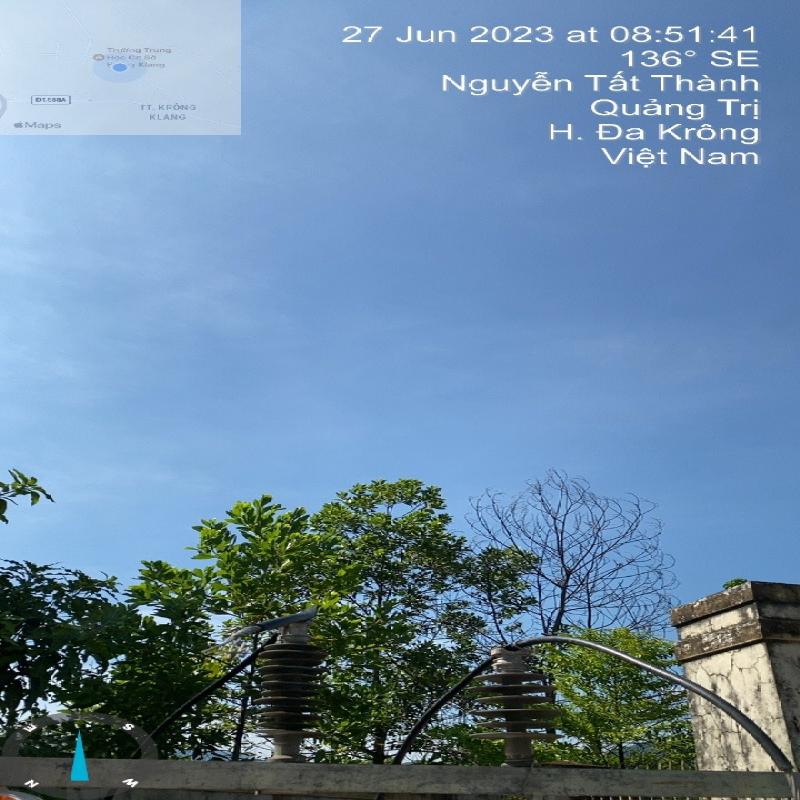 27 Jun 2023 at 08:51:41
136° SE
Nguyễn Tất Thành
Quảng Trị
H. Đa Krông
Việt Nam
Trường Trung
Học Cơ Sở
Klang
ĐT.588A
TT. KRÔNG
KLANG
Maps
S
W
N
E